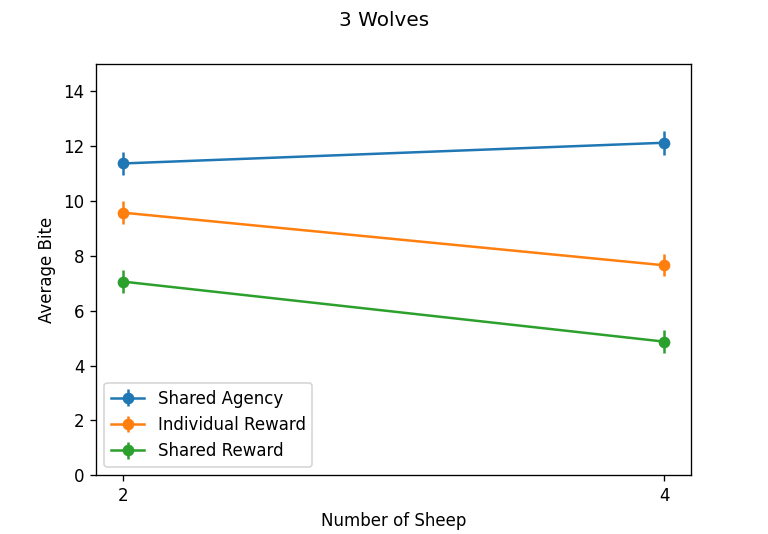 3 Wolves
14
12
10
8
6
4
2
0
Average Bite
Shared Agency
Individual Reward
Shared Reward
2 4
Number of Sheep